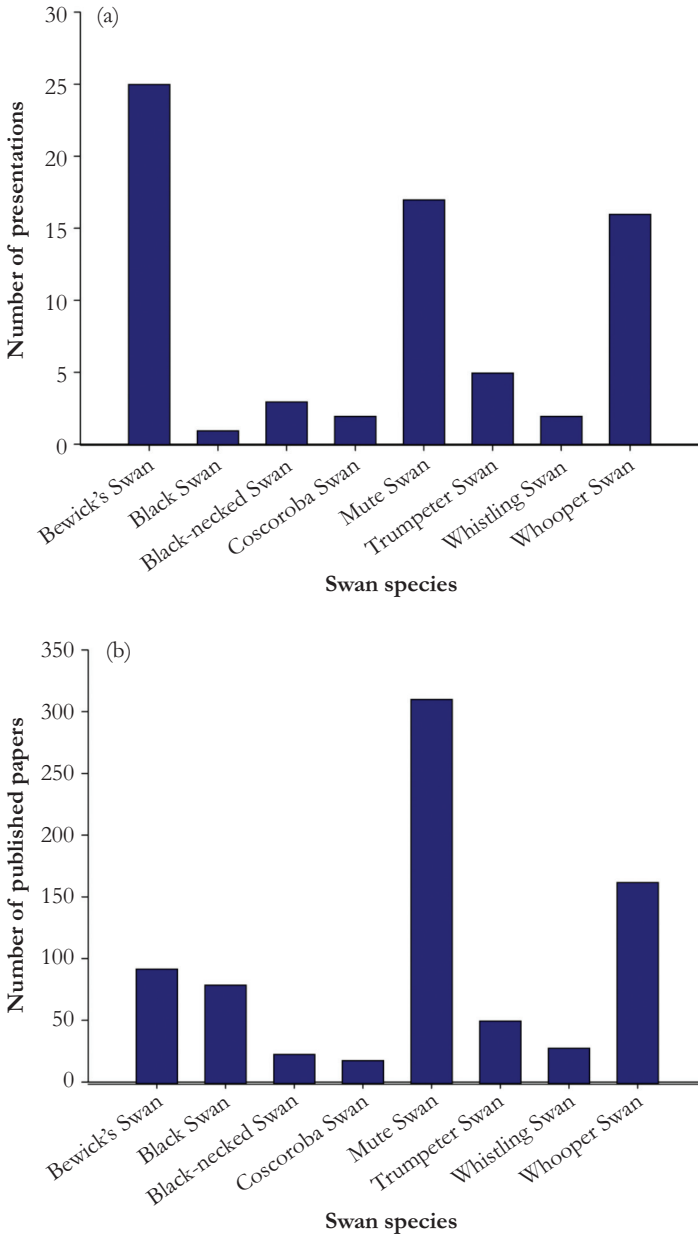 (a)
30
25
20
15
10
5
0
Number of presentations
Bewick's Swan
Black Swan
Black-necked Swan
Coscoroba Swan
Mute Swan
Trumpeter Swan
Whistling Swan
Whooper Swan
Swan species
(b)
350
300
250
200
150
100
50
0
Number of published papers
Bewick's Swan
Black Swan
Black-necked Swan
Coscoroba Swan
Mute Swan
Trumpeter Swan
Whistling Swan
Whooper Swan
Swan species